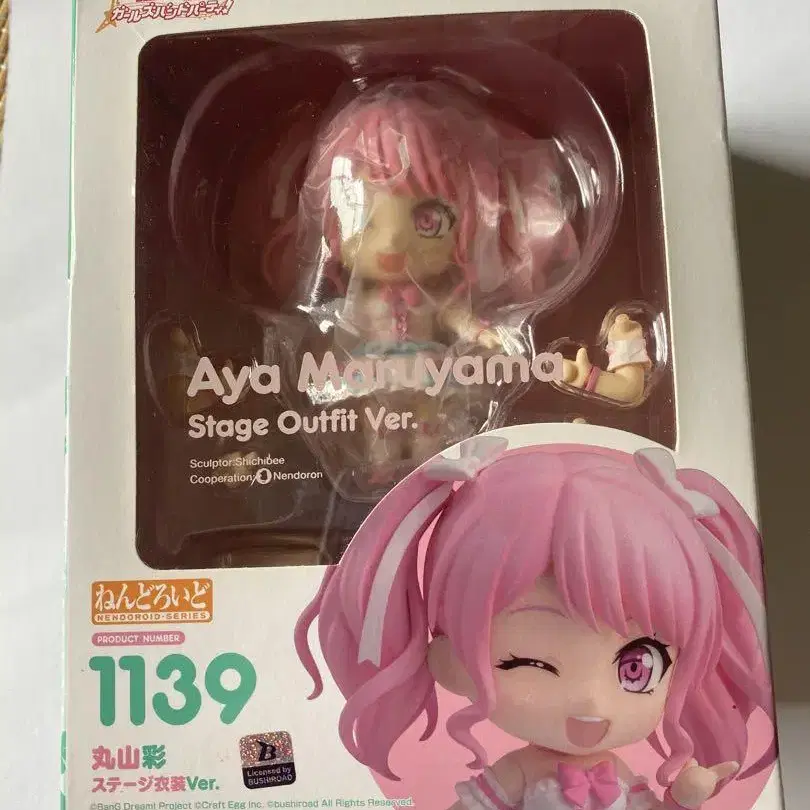 ガールズバンドパーティ!
Aya Maruyama
Stage Outfit Ver.
Sculptor:Shichibee
Cooperation: Nendoron
ねんどろいど
NENDOROID-SERIES
PRODUCT NUMBER
1139
丸山彩
ステージ衣装Ver.
B
Licensed by
BUSHIROAD
©BanG Dream! Project ©Craft Egg Inc. ©bushiroad All Rights Reserved.